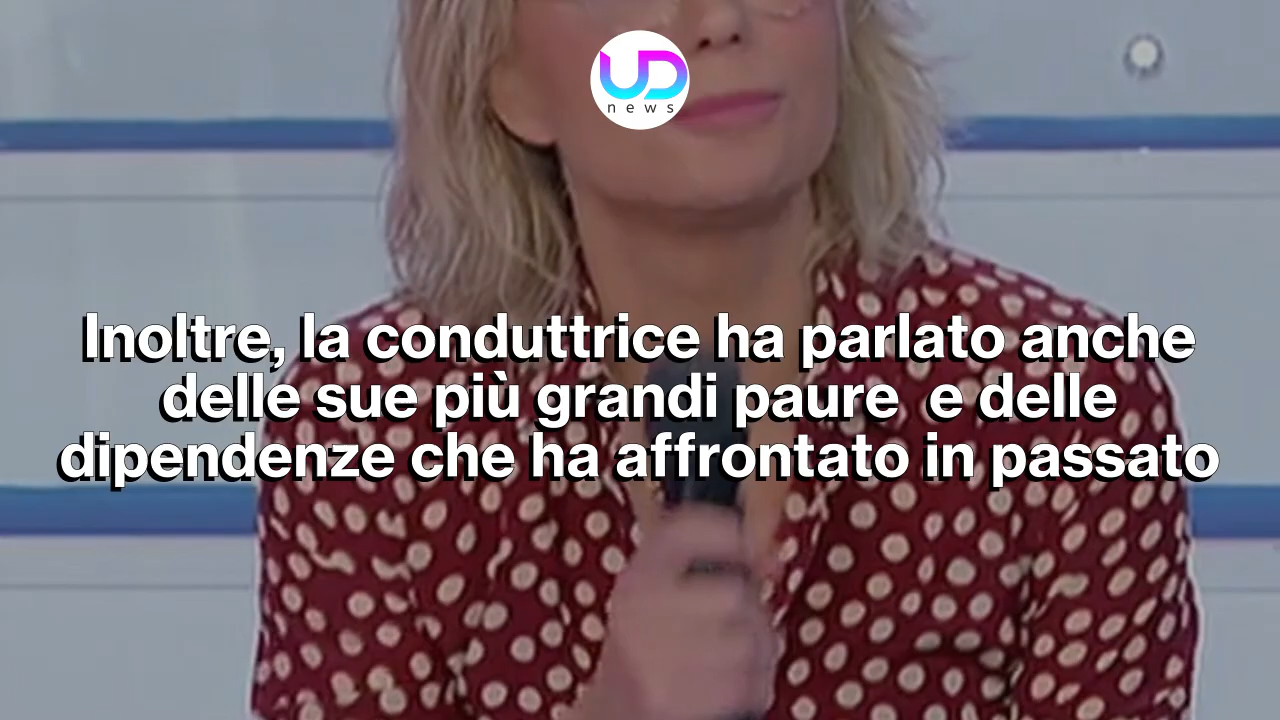 UD
news
Inoltre, la conduttrice ha parlato anche
delle sue più grandi paure  e delle
dipendenze che ha affrontato in passato